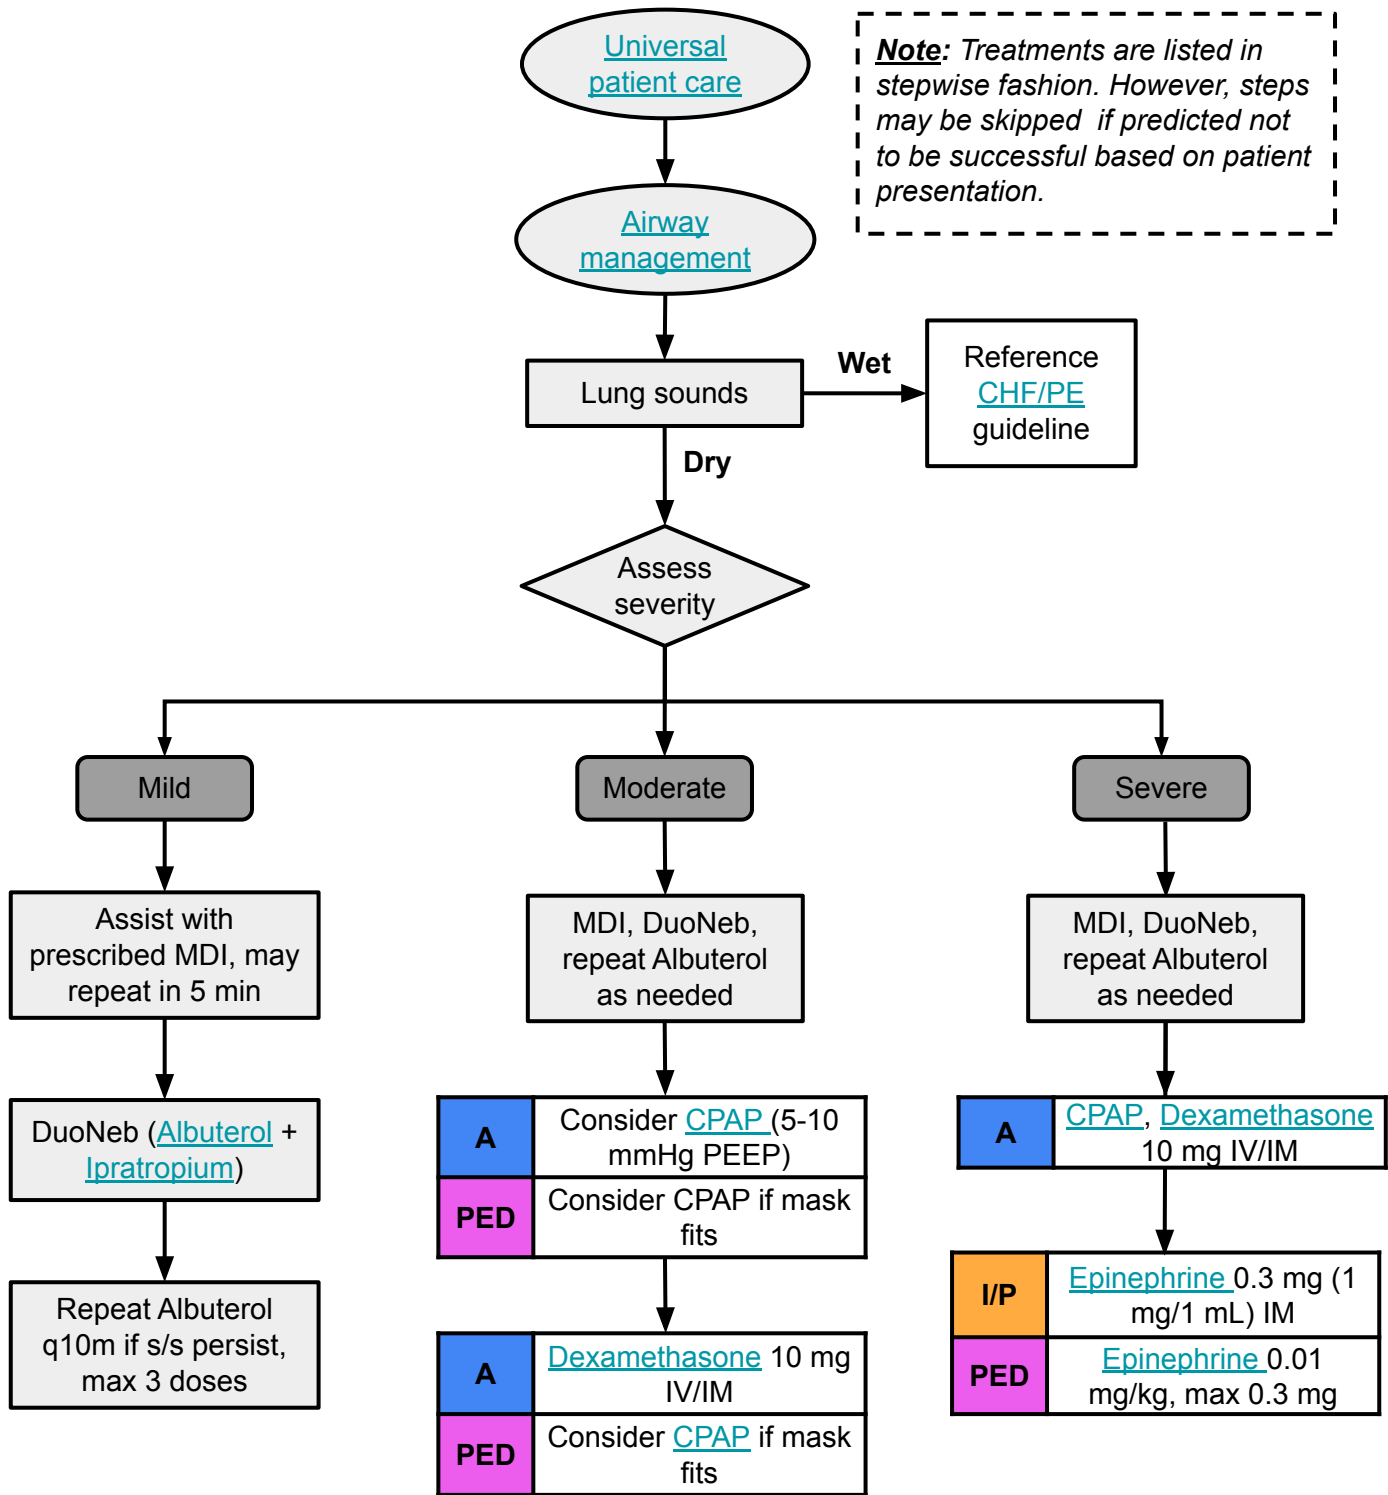 Universal
patient care
Note: Treatments are listed in
stepwise fashion. However, steps
may be skipped if predicted not
to be successful based on patient
presentation.
Airway
management
Lung sounds
Wet
Reference
CHF/PE
guideline
Dry
Assess
severity
Mild
Moderate
Severe
Assist with
prescribed MDI, may
repeat in 5 min
DuoNeb (Albuterol +
Ipratropium)
Repeat Albuterol
q10m if s/s persist,
max 3 doses
MDI, DuoNeb,
repeat Albuterol
as needed
A
Consider CPAP (5-10
mmHg PEEP)
PED
Consider CPAP if mask
fits
A
Dexamethasone 10 mg
IV/IM
PED
Consider CPAP if mask
fits
MDI, DuoNeb,
repeat Albuterol
as needed
A
CPAP, Dexamethasone
10 mg IV/IM
I/P
Epinephrine 0.3 mg (1
mg/1 mL) IM
PED
Epinephrine 0.01
mg/kg, max 0.3 mg